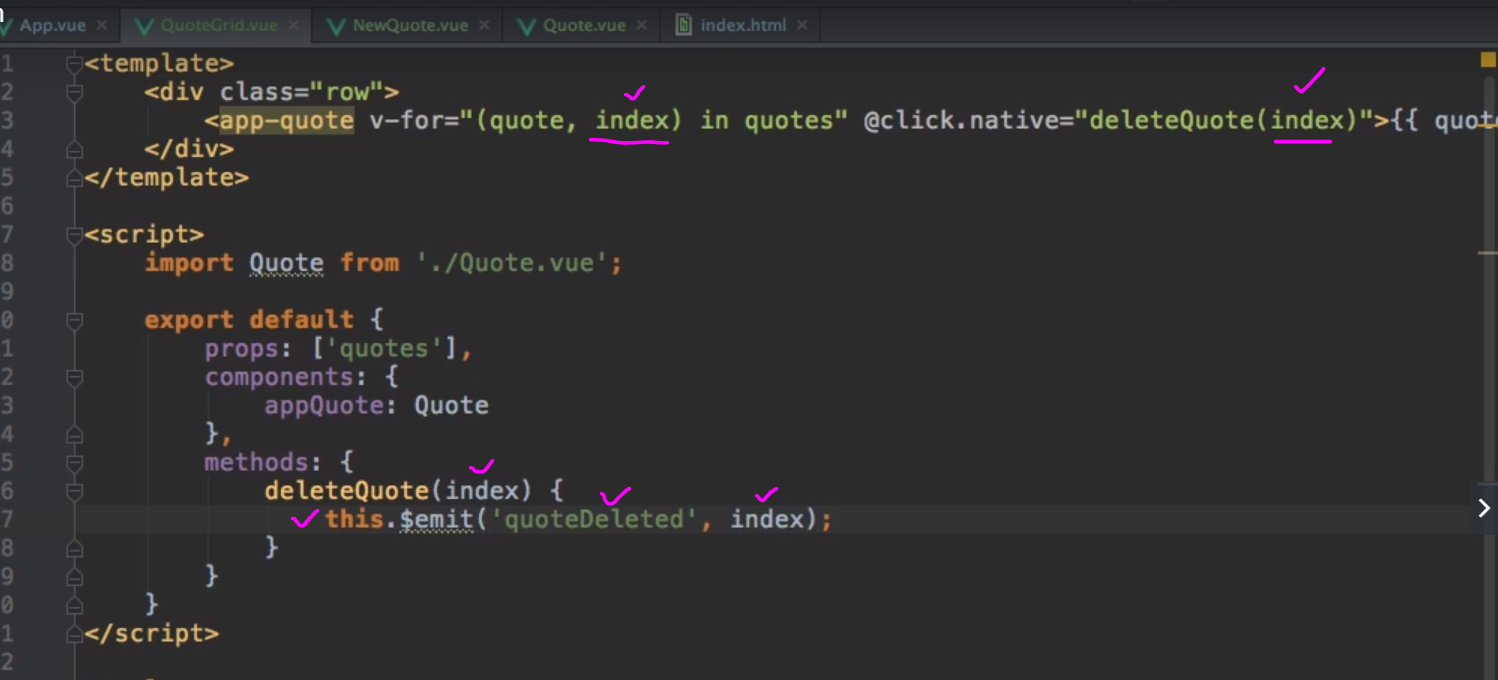 App.vue × QuoteGrid.vue × NewQuote.vue × Quote.vue × index.html ×
1 <template>
2 <div class="row">
3 <app-quote v-for="(quote, index) in quotes" @click.native="deleteQuote(index)">{{ quot
4 </div>
5 </template>
6
7 <script>
8 import Quote from './Quote.vue';
9
0 export default {
1 props: ['quotes'],
2 components: {
3 appQuote: Quote
4 },
5 methods: {
6 deleteQuote(index) {
7 this.$emit('quoteDeleted', index);
8 }
9 }
0 }
1 </script>
2